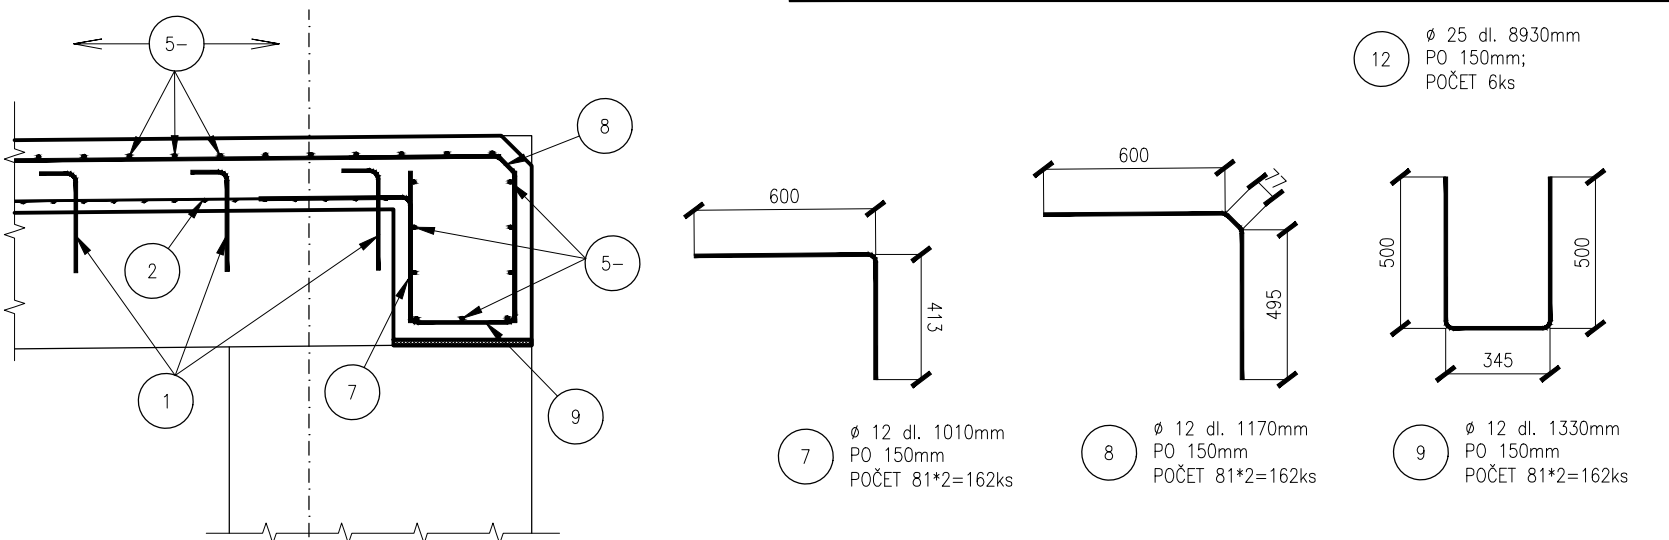 5-
8
2
5-
1
7
9
12
ø 25 dl. 8930mm
PO 150mm;
POČET 6ks
600
413
7
ø 12 dl. 1010mm
PO 150mm
POČET 81*2=162ks
600
77
495
8
ø 12 dl. 1170mm
PO 150mm
POČET 81*2=162ks
500
500
345
9
ø 12 dl. 1330mm
PO 150mm
POČET 81*2=162ks